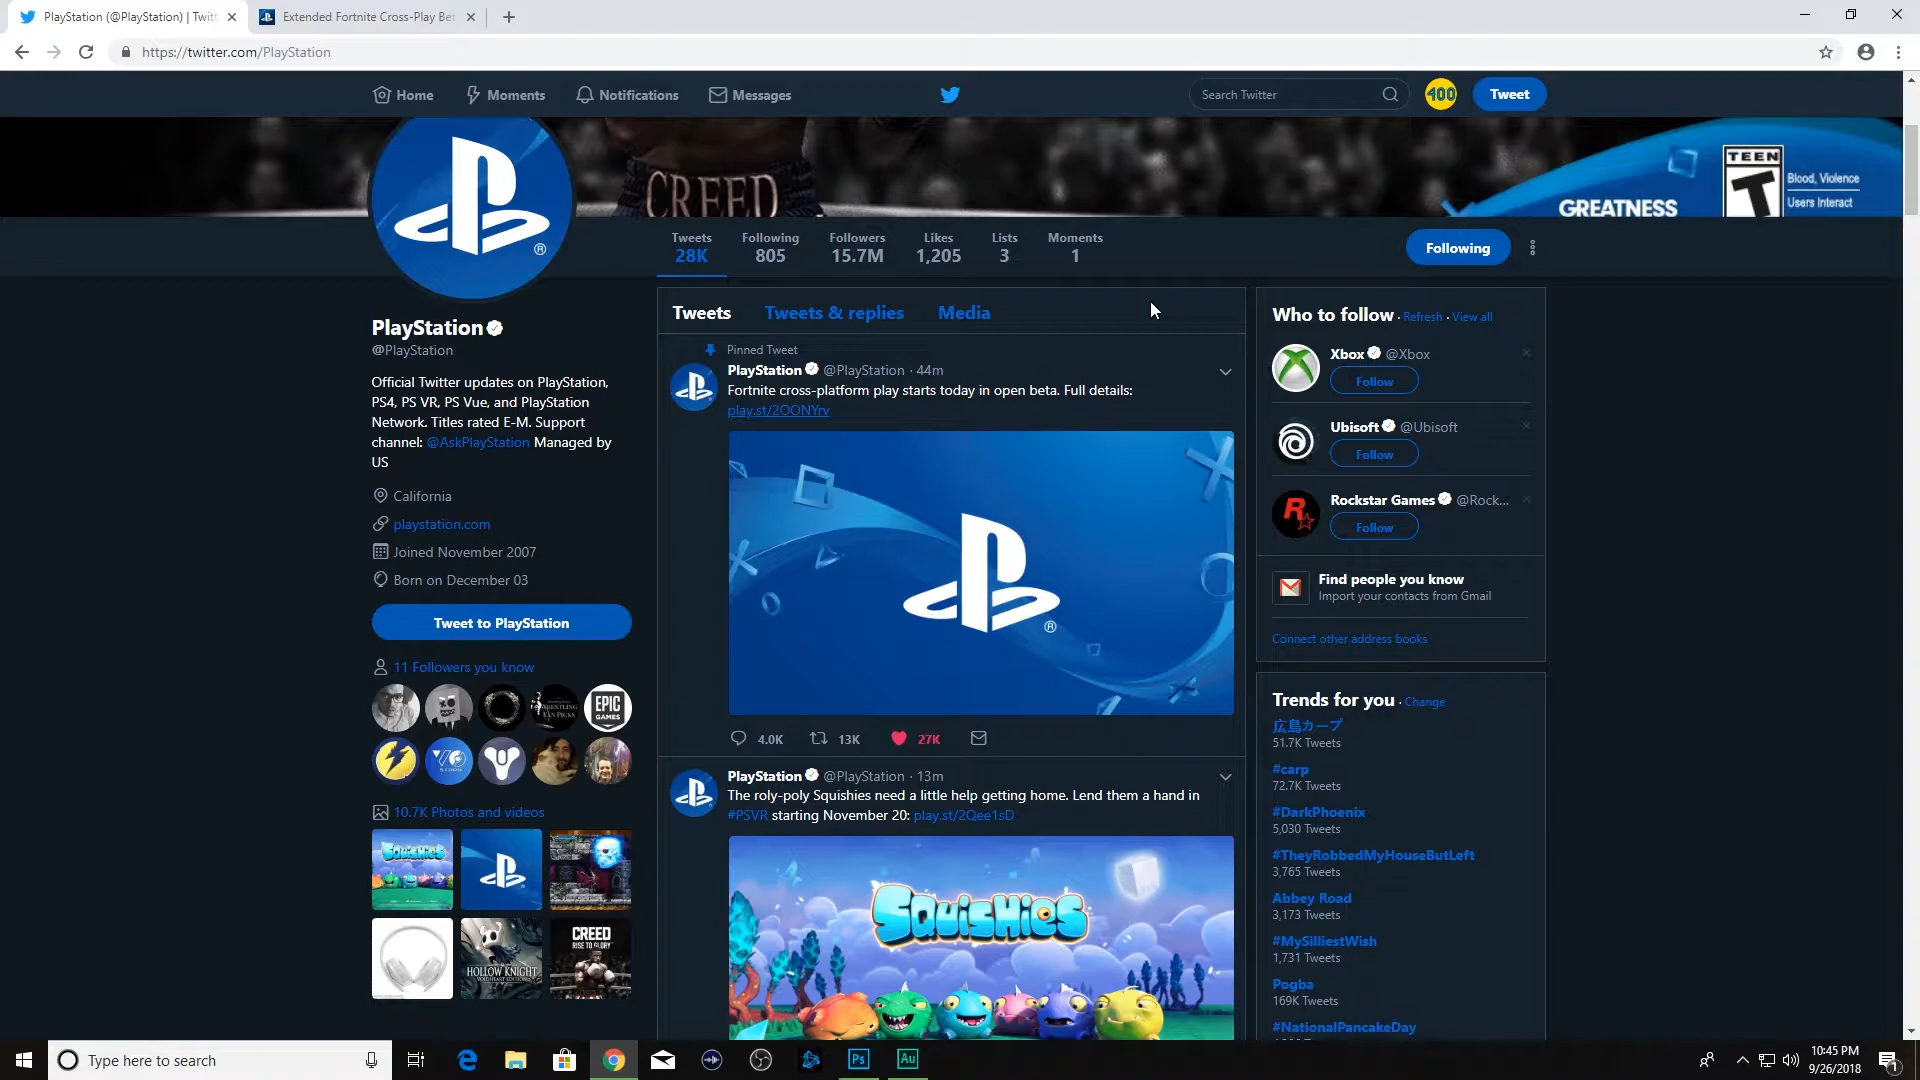 PlayStation (@PlayStation) | Twitt
Extended Fortnite Cross-Play Bet
https://twitter.com/PlayStation
Home
Moments
Notifications
Messages
Search Twitter
400
Tweet
CREED
GREATNESS
TEEN
T
Blood, Violence
Users Interact
Tweets
28K
Following
805
Followers
15.7M
Likes
1,205
Lists
3
Moments
1
Following
PlayStation
@PlayStation
Official Twitter updates on PlayStation,
PS4, PS VR, PS Vue, and PlayStation
Network. Titles rated E-M. Support
channel: @AskPlayStation Managed by
US
California
playstation.com
Joined November 2007
Born on December 03
Tweet to PlayStation
11 Followers you know
EPIC
GAMES
10.7K Photos and videos
Squishies
HOLLOW KNIGHT
CREED
RISE TO GLORY
Tweets
Tweets & replies
Media
Pinned Tweet
PlayStation @PlayStation · 44m
Fortnite cross-platform play starts today in open beta. Full details:
play.st/2OONYrv
4.0K
13K
27K
PlayStation @PlayStation · 13m
The roly-poly Squishies need a little help getting home. Lend them a hand in
#PSVR starting November 20: play.st/2Qee1sD
Squishies
Who to follow · Refresh · View all
Xbox @Xbox
Follow
Ubisoft @Ubisoft
Follow
Rockstar Games @Rock...
Follow
Find people you know
Import your contacts from Gmail
Connect other address books
Trends for you · Change
広島カープ
51.7K Tweets
#carp
72.7K Tweets
#DarkPhoenix
5,030 Tweets
#TheyRobbedMyHouseButLeft
3,765 Tweets
Abbey Road
3,173 Tweets
#MySilliestWish
1,731 Tweets
Pogba
169K Tweets
#NationalPancakeDay
Type here to search
Ps
Au
10:45 PM
9/26/2018
1